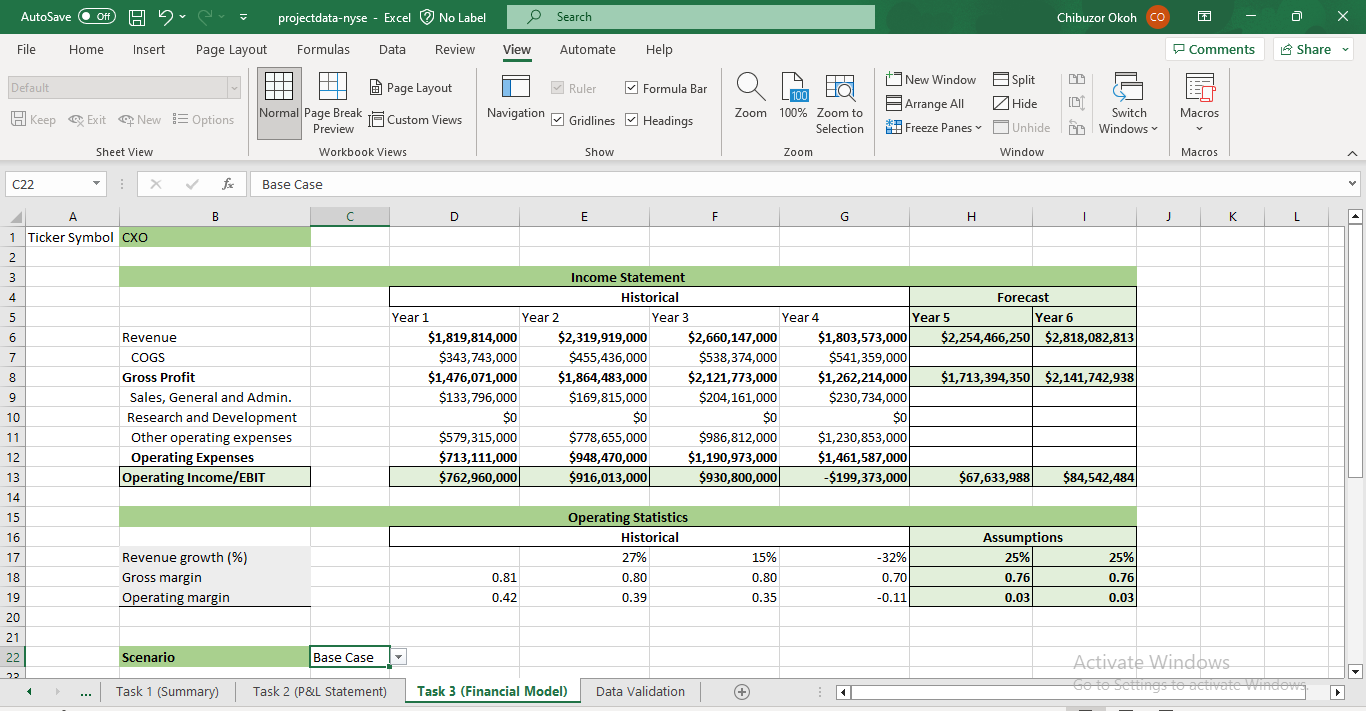 AutoSave Off projectdata-nyse - Excel No Label Search Chibuzor Okoh CO
File Home Insert Page Layout Formulas Data Review View Automate Help Comments Share
Default
Keep Exit New Options
Sheet View
Normal Page Break Preview Page Layout Custom Views
Workbook Views
Navigation Ruler Formula Bar
Gridlines Headings
Show
Zoom 100 100% Zoom to Selection
Zoom
New Window Split
Arrange All Hide
Freeze Panes Unhide
Switch Windows
Window
Macros
Macros
C22 fx Base Case
A B C D E F G H I J K L
1 Ticker Symbol CXO
2
3 Income Statement
4 Historical Forecast
5 Year 1 Year 2 Year 3 Year 4 Year 5 Year 6
6 Revenue $1,819,814,000 $2,319,919,000 $2,660,147,000 $1,803,573,000 $2,254,466,250 $2,818,082,813
7 COGS $343,743,000 $455,436,000 $538,374,000 $541,359,000
8 Gross Profit $1,476,071,000 $1,864,483,000 $2,121,773,000 $1,262,214,000 $1,713,394,350 $2,141,742,938
9 Sales, General and Admin. $133,796,000 $169,815,000 $204,161,000 $230,734,000
10 Research and Development $0 $0 $0 $0
11 Other operating expenses $579,315,000 $778,655,000 $986,812,000 $1,230,853,000
12 Operating Expenses $713,111,000 $948,470,000 $1,190,973,000 $1,461,587,000
13 Operating Income/EBIT $762,960,000 $916,013,000 $930,800,000 -$199,373,000 $67,633,988 $84,542,484
14
15 Operating Statistics
16 Historical Assumptions
17 Revenue growth (%) 27% 15% -32% 25% 25%
18 Gross margin 0.81 0.80 0.80 0.70 0.76 0.76
19 Operating margin 0.42 0.39 0.35 -0.11 0.03 0.03
20
21
22 Scenario Base Case
23
Activate Windows
Go to Settings to activate Windows.
... Task 1 (Summary) Task 2 (P&L Statement) Task 3 (Financial Model) Data Validation